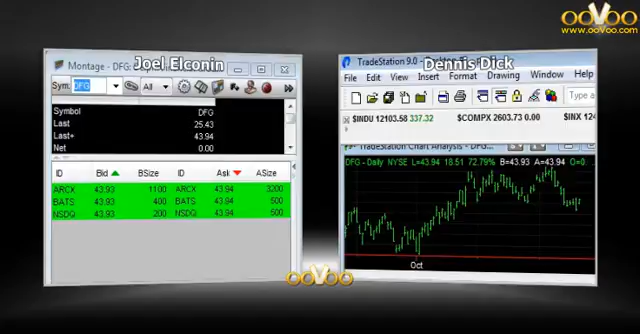 ooVoo
www.ooVoo.com
Joel Elconin
Montage - DFG
Sym: DFG All
Symbol DFG
Last 25.43
Last+ 43.94
Net 0.00
ID Bid BSize ID Ask ASize
ARCX 43.93 1100 ARCX 43.94 3200
BATS 43.93 400 BATS 43.94 500
NSDQ 43.93 200 NSDQ 43.94 500
Dennis Dick
TradeStation 9.0
File Edit View Insert Format Drawing Window Help
Type a
$INDU 12103.58 337.32 $COMPX 2603.73 0.00 $INX 124
TradeStation Chart Analysis - DFG
DFG - Daily NYSE L=43.94 18.51 72.79% B=43.93 A=43.94 O=0
Oct
ooVoo